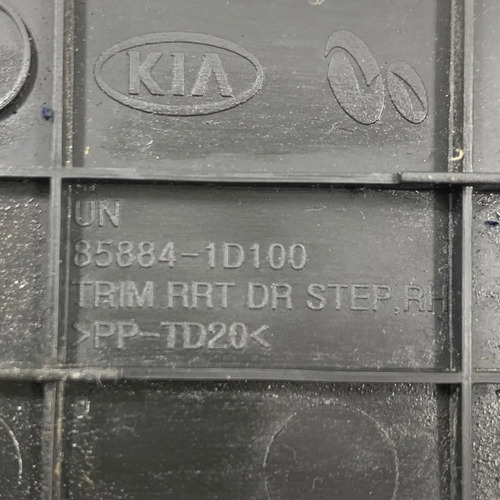 KIA
UN
85884-1D100
TRIM RRT DR STEP,RH
>PP-TD20<